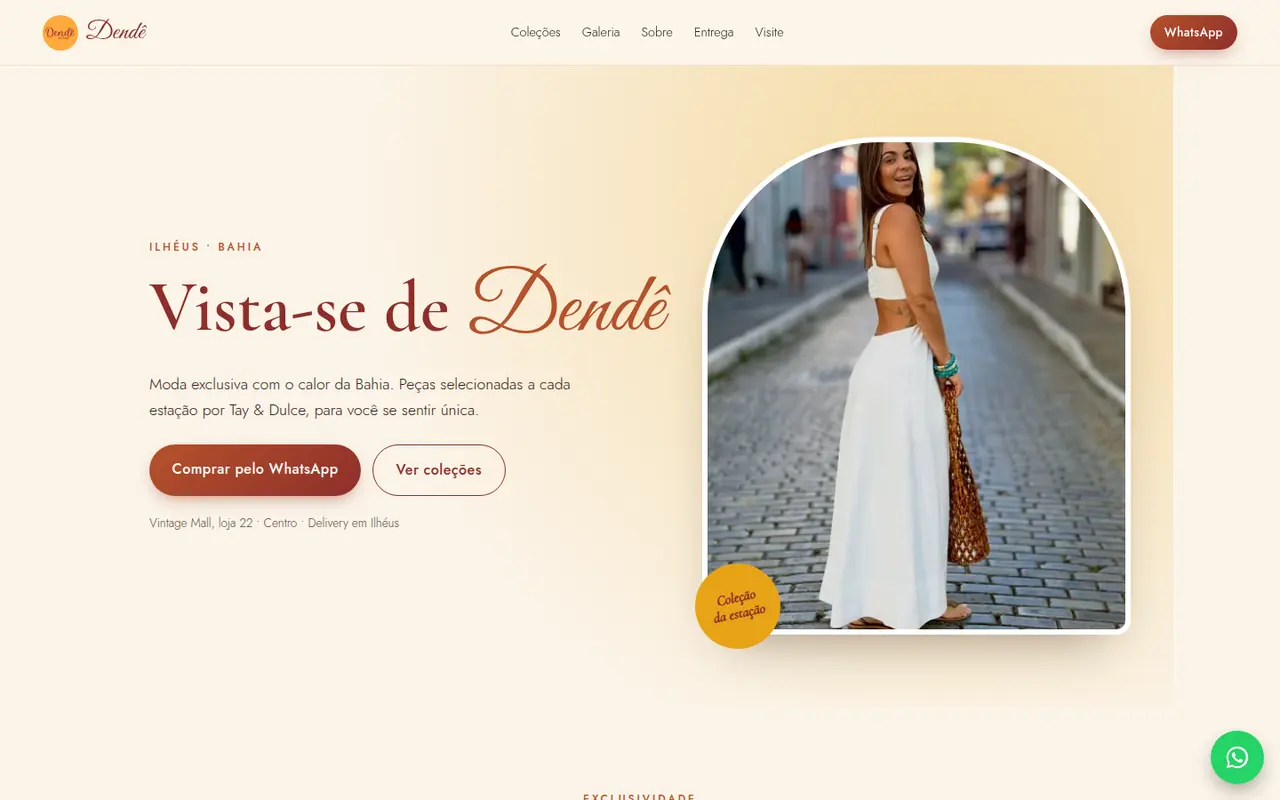 Dendê
Dendê
Coleções
Galeria
Sobre
Entrega
Visite
WhatsApp
ILHÉUS · BAHIA
Vista-se de Dendê
Moda exclusiva com o calor da Bahia. Peças selecionadas a cada
estação por Tay & Dulce, para você se sentir única.
Comprar pelo WhatsApp
Ver coleções
Vintage Mall, loja 22 · Centro · Delivery em Ilhéus
Coleção
da estação
EXCLUSIVIDADE